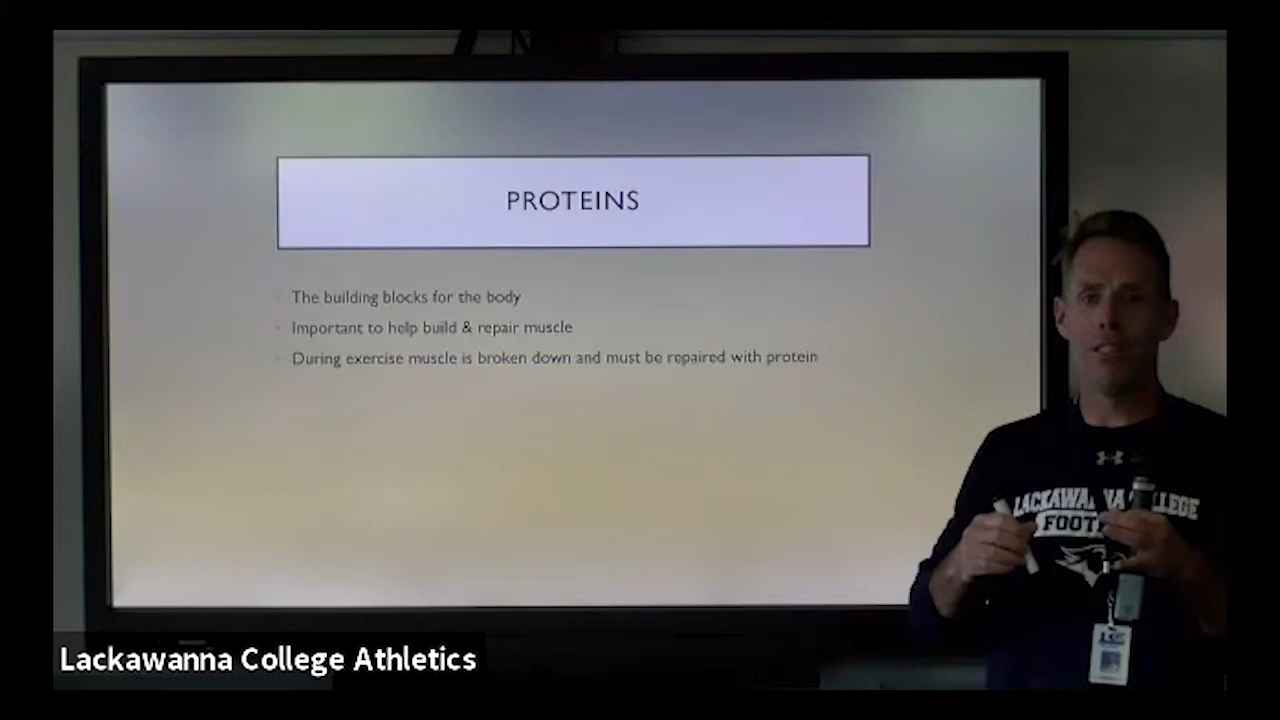 PROTEINS
The building blocks for the body
Important to help build & repair muscle
During exercise muscle is broken down and must be repaired with protein
LACKAWANNA COLLEGE
FOOT
Lackawanna College Athletics